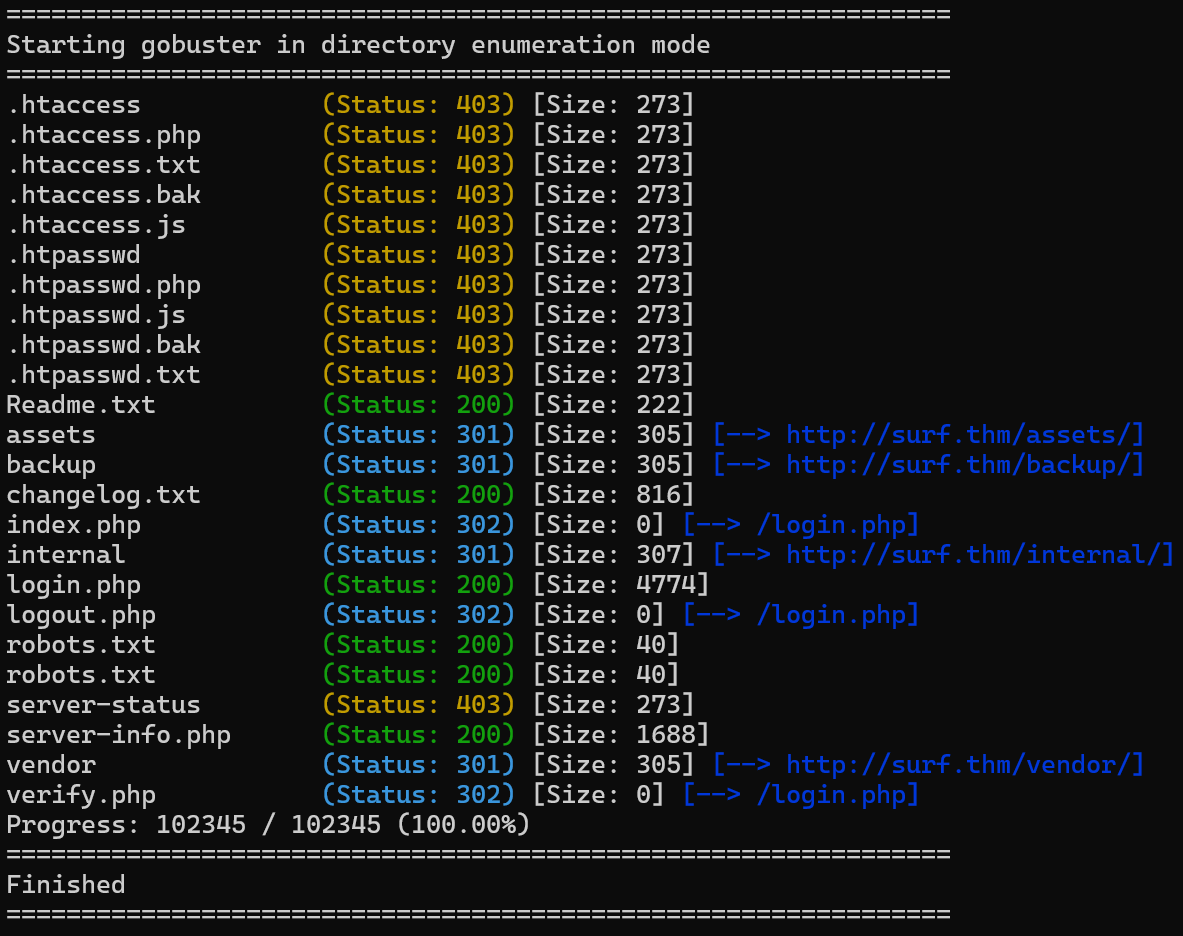 ===============================================================
Starting gobuster in directory enumeration mode
===============================================================
.htaccess            (Status: 403) [Size: 273]
.htaccess.php        (Status: 403) [Size: 273]
.htaccess.txt        (Status: 403) [Size: 273]
.htaccess.bak        (Status: 403) [Size: 273]
.htaccess.js         (Status: 403) [Size: 273]
.htpasswd            (Status: 403) [Size: 273]
.htpasswd.php        (Status: 403) [Size: 273]
.htpasswd.js         (Status: 403) [Size: 273]
.htpasswd.bak        (Status: 403) [Size: 273]
.htpasswd.txt        (Status: 403) [Size: 273]
Readme.txt           (Status: 200) [Size: 222]
assets               (Status: 301) [Size: 305] [--> http://surf.thm/assets/]
backup               (Status: 301) [Size: 305] [--> http://surf.thm/backup/]
changelog.txt        (Status: 200) [Size: 816]
index.php            (Status: 302) [Size: 0] [--> /login.php]
internal             (Status: 301) [Size: 307] [--> http://surf.thm/internal/]
login.php            (Status: 200) [Size: 4774]
logout.php           (Status: 302) [Size: 0] [--> /login.php]
robots.txt           (Status: 200) [Size: 40]
robots.txt           (Status: 200) [Size: 40]
server-status        (Status: 403) [Size: 273]
server-info.php      (Status: 200) [Size: 1688]
vendor               (Status: 301) [Size: 305] [--> http://surf.thm/vendor/]
verify.php           (Status: 302) [Size: 0] [--> /login.php]
Progress: 102345 / 102345 (100.00%)
===============================================================
Finished
===============================================================